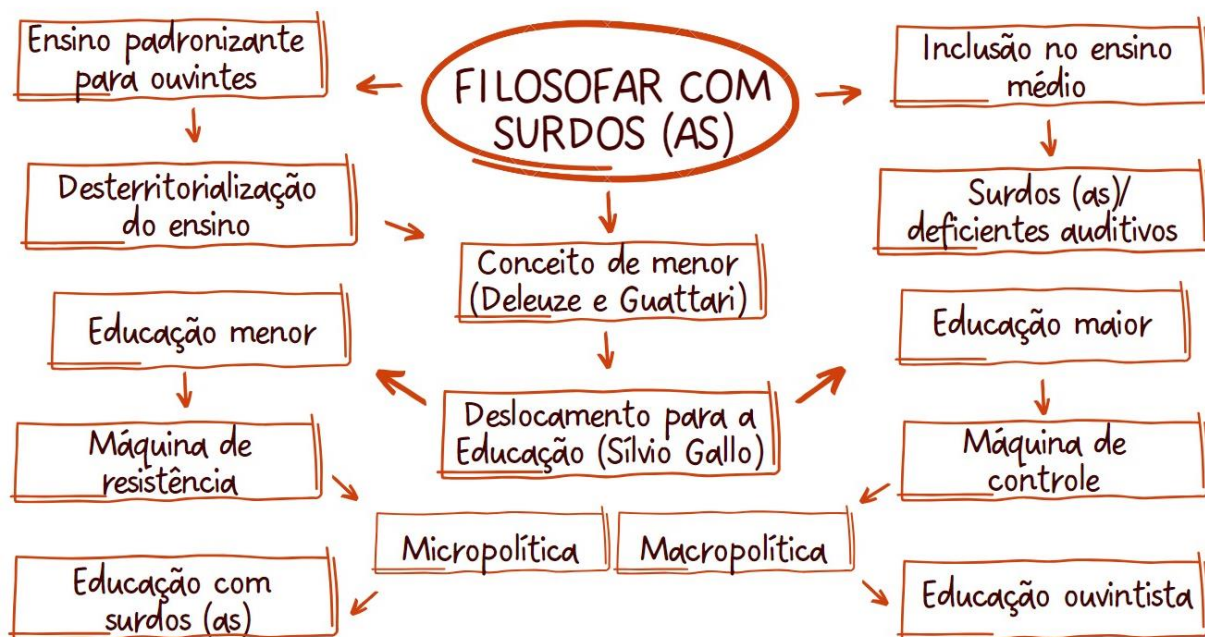 Ensino padronizante
para ouvintes
FILOSOFAR COM
SURDOS (AS)
Inclusão no ensino
médio
Desterritorialização
do ensino
Conceito de menor
(Deleuze e Guattari)
Surdos (as)/
deficientes auditivos
Educação menor
Educação maior
Deslocamento para a
Educação (Sílvio Gallo)
Máquina de
resistência
Máquina de
controle
Micropolítica
Macropolítica
Educação com
surdos (as)
Educação ouvintista